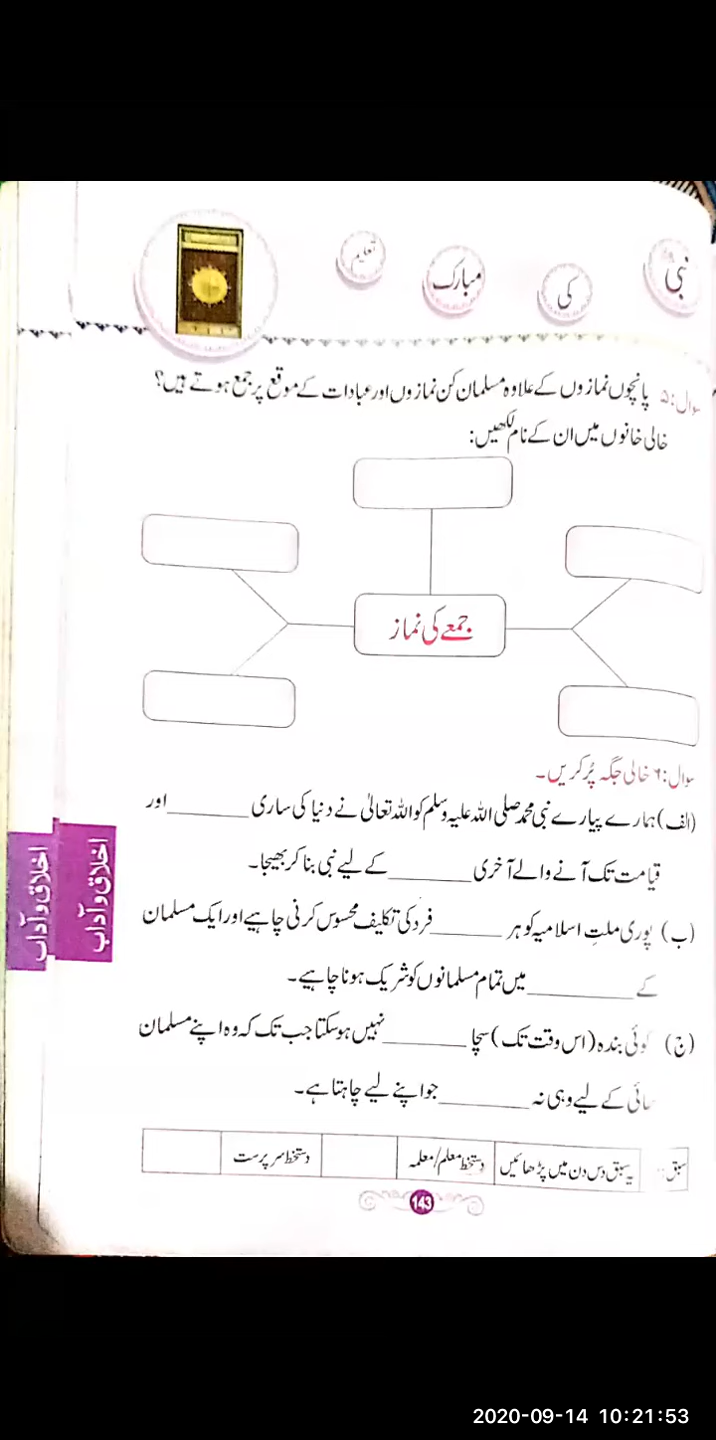 نبی
کی
مبارک
تعلیم
سوال:۵ پانچوں نمازوں کے علاوہ مسلمان کن نمازوں اور عبادات کے موقع پر جمع ہوتے ہیں؟
خالی خانوں میں ان کے نام لکھیں:
جمعے کی نماز
سوال:۶ خالی جگہ پُر کریں۔
(الف) ہمارے پیارے نبی محمد صلی اللہ علیہ وسلم کو اللہ تعالیٰ نے دنیا کی ساری ________ اور
قیامت تک آنے والے آخری ________ کے لیے نبی بنا کر بھیجا۔
(ب) پوری ملتِ اسلامیہ کو ہر ________ فرد کی تکلیف محسوس کرنی چاہیے اور ایک مسلمان
کے ________ میں تمام مسلمانوں کو شریک ہونا چاہیے۔
(ج) کوئی بندہ (اس وقت تک) سچا ________ نہیں ہو سکتا جب تک کہ وہ اپنے مسلمان
بھائی کے لیے وہی نہ ________ جو اپنے لیے چاہتا ہے۔
اخلاق و آداب
اخلاق و آداب
سبق: یہ سبق دس دن میں پڑھائیں دستخط معلم/معلمہ دستخط سرپرست
143
2020-09-14 10:21:53